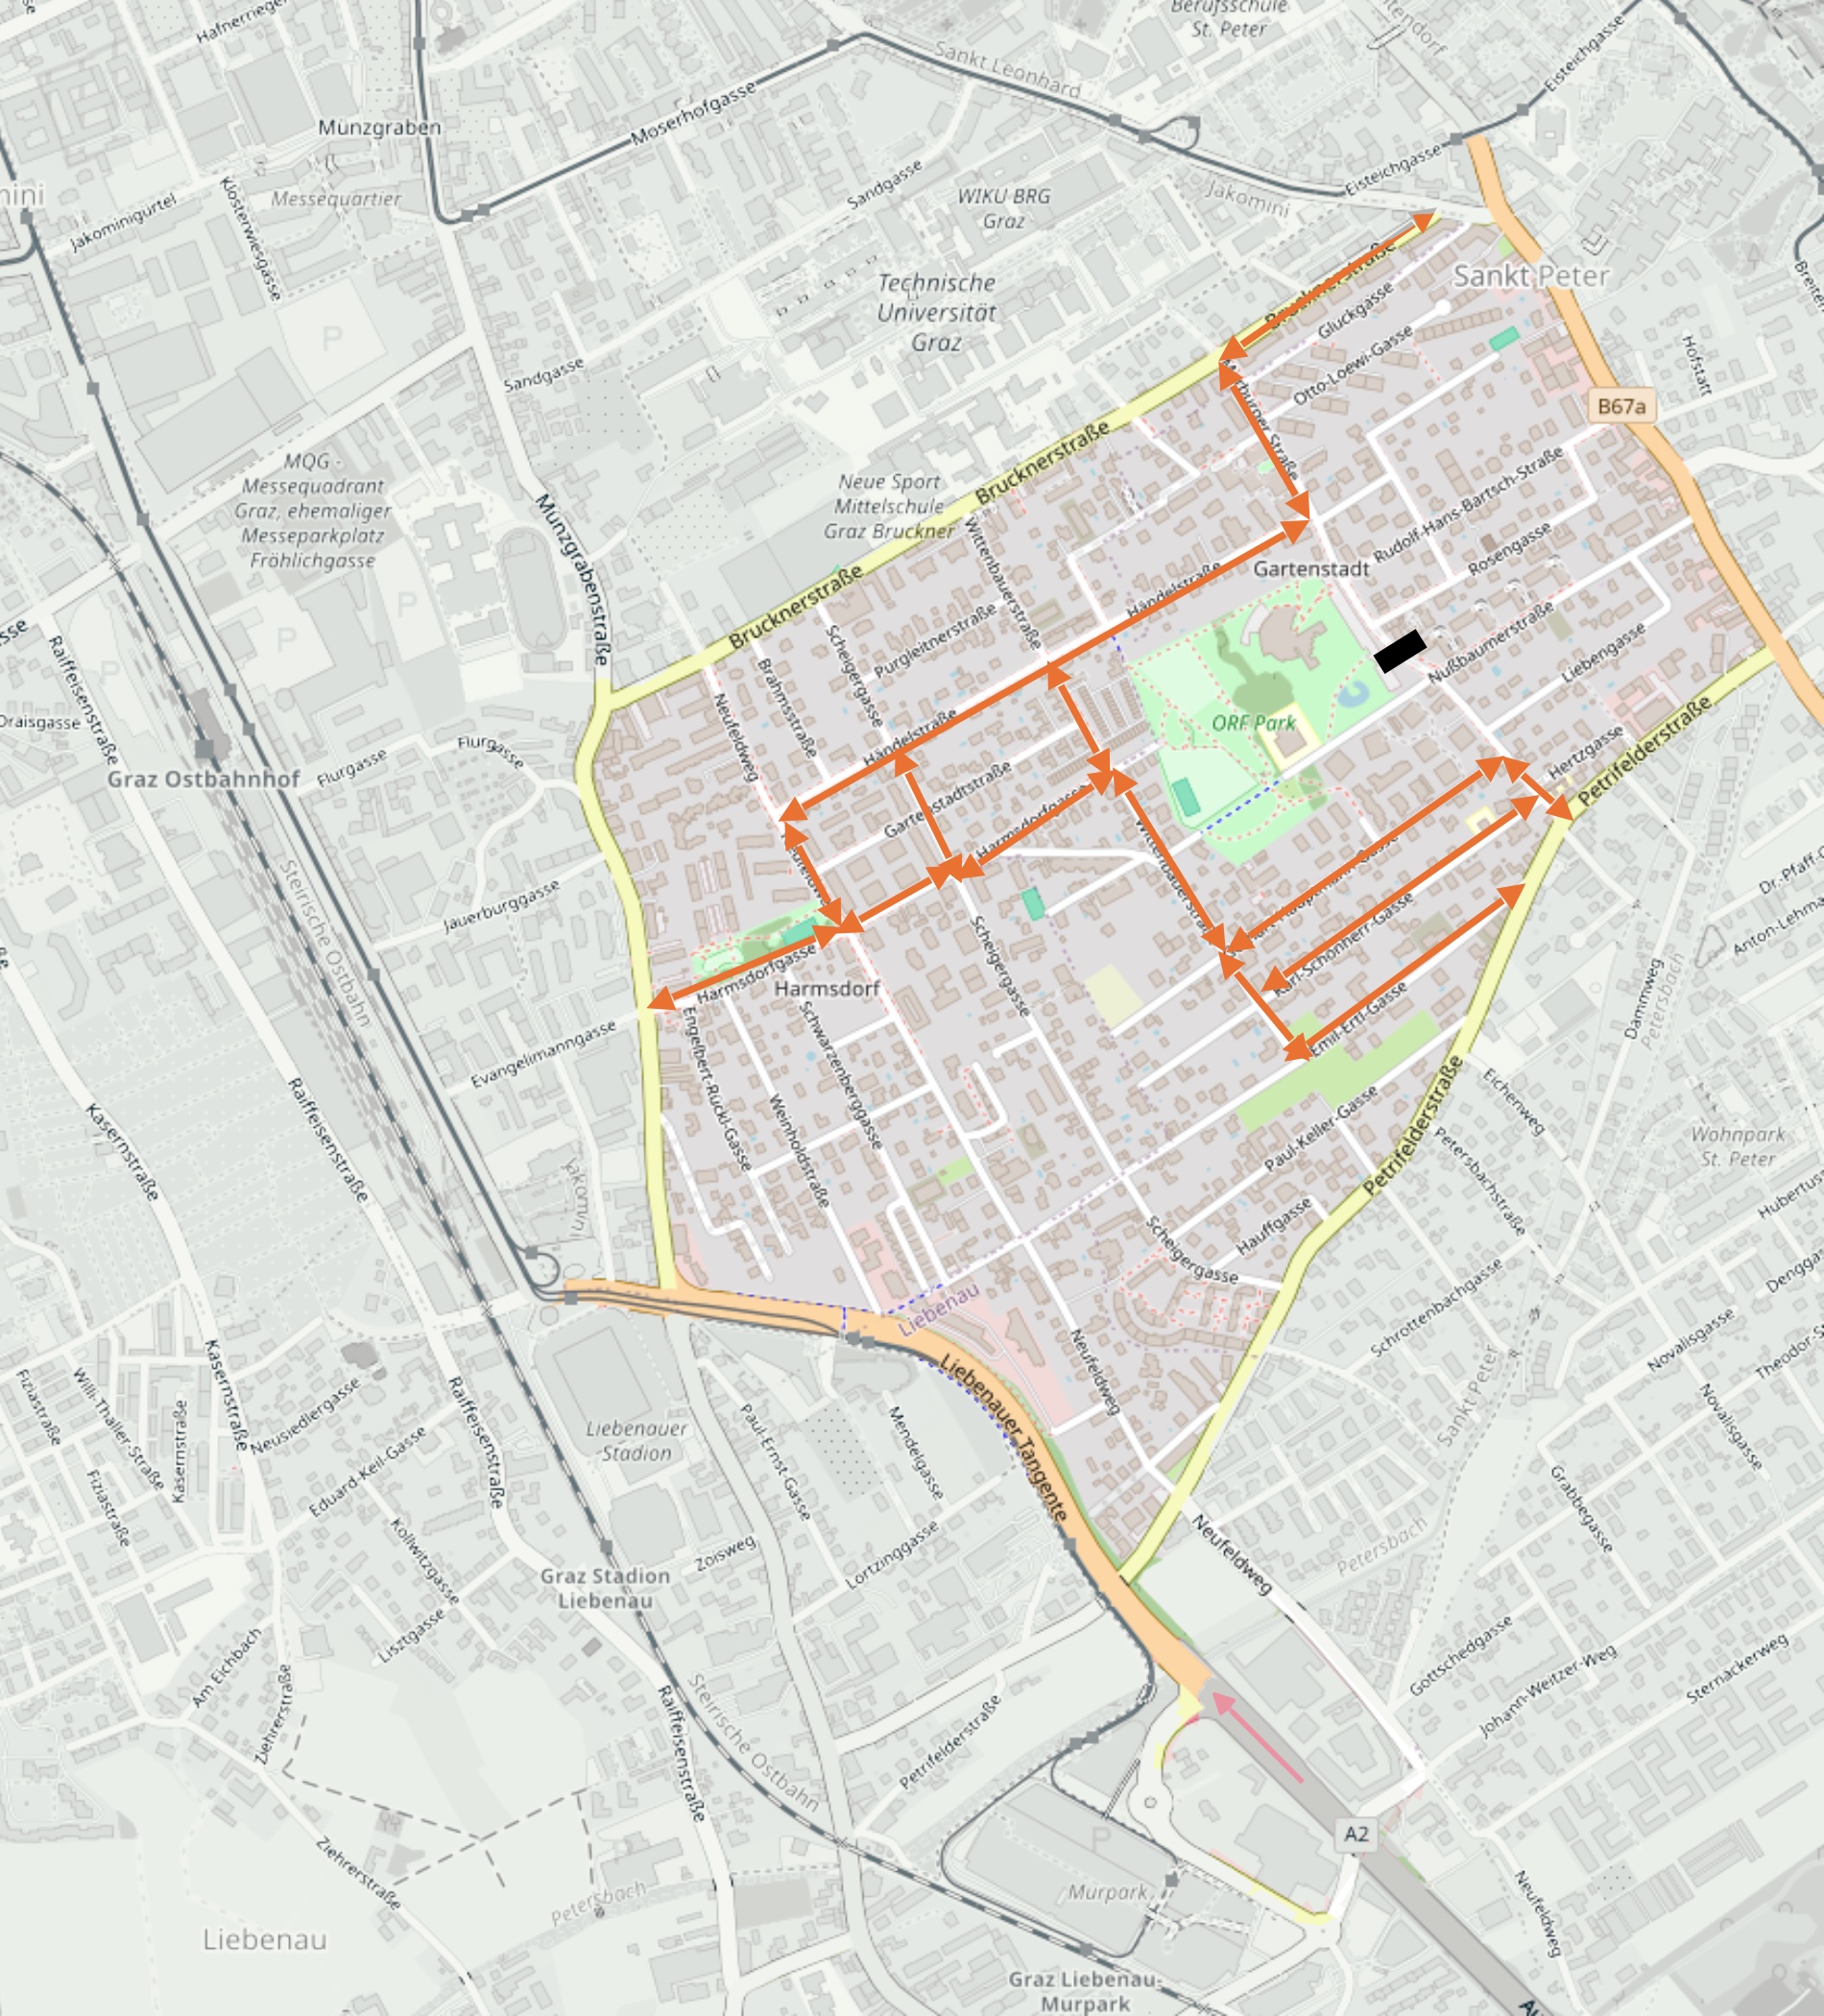 Hafnerriegel
Berufsschule
St. Peter
Sankt Leonhard
Eisteichgasse
Moserhofgasse
Münzgraben
Eisteichgasse
Sandgasse
Jakomini
Klosterwiesgasse
Messequartier
WIKU BRG
Graz
Jakominigurtel
Sankt Peter
Technische
Universität
Graz
Brucknerstraße
Gluckgasse
Hofstatt
Otto-Loewi-Gasse
Sandgasse
B67a
Marburger Straße
Brucknerstraße
MQG -
Messequadrant
Graz, ehemaliger
Messeparkplatz
Fröhlichgasse
Neue Sport
Mittelschule
Graz Bruckner
Rudolf-Hans-Bartsch-Straße
Münzgrabenstraße
Wittenbauerstraße
Rosengasse
Gartenstadt
Händelstraße
Brucknerstraße
Purgleitnerstraße
Scheigergasse
Nußbaumerstraße
Liebengasse
Raiffeisenstraße
Brahmsstraße
Neufeldweg
ORF Park
Draisgasse
Händelstraße
Graz Ostbahnhof
Flurgasse
Flurgasse
Hertzgasse
Petrifelderstraße
Gartenstadtstraße
Harmsdorfgasse
Wittenbauerstraße
Jauerburggasse
Karl-Schönherr-Gasse
Steirische Ostbahn
Scheigergasse
Harmsdorfgasse
Harmsdorf
Emil-Ertl-Gasse
Dammweg
Petersbach
Evangelimanngasse
Engelbert-Rückl-Gasse
Schwarzenberggasse
Weinholdstraße
Raiffeisenstraße
Kasernstraße
Eichenweg
Paul-Keller-Gasse
Petrifelderstraße
Petersbachstraße
Wohnpark
St. Peter
Jakomini
Scheigergasse
Hauffgasse
Liebenau
Schrottenbachgasse
Novalisgasse
Neufeldweg
Sankt Peter
Kasernstraße
Raiffeisenstraße
Liebenauer Tangente
Fiziastraße
Willi-Thaller-Straße
Kasernstraße
Neusiedlergasse
Eduard-Keil-Gasse
Liebenauer
Stadion
Paul-Ernst-Gasse
Mendelgasse
Novalisgasse
Fiziastraße
Grabbegasse
Kollwitzgasse
Zoisweg
Lortzinggasse
Neufeldweg
Petersbach
Graz Stadion
Liebenau
Lisztgasse
Am Eichbach
Gottschedgasse
Johann-Weitzer-Weg
Sternackerweg
Ziehrerstraße
Raiffeisenstraße
Steirische Ostbahn
Petrifelderstraße
A2
Ziehrerstraße
Murpark
Petersbach
Neufeldweg
Liebenau
Graz Liebenau-
Murpark